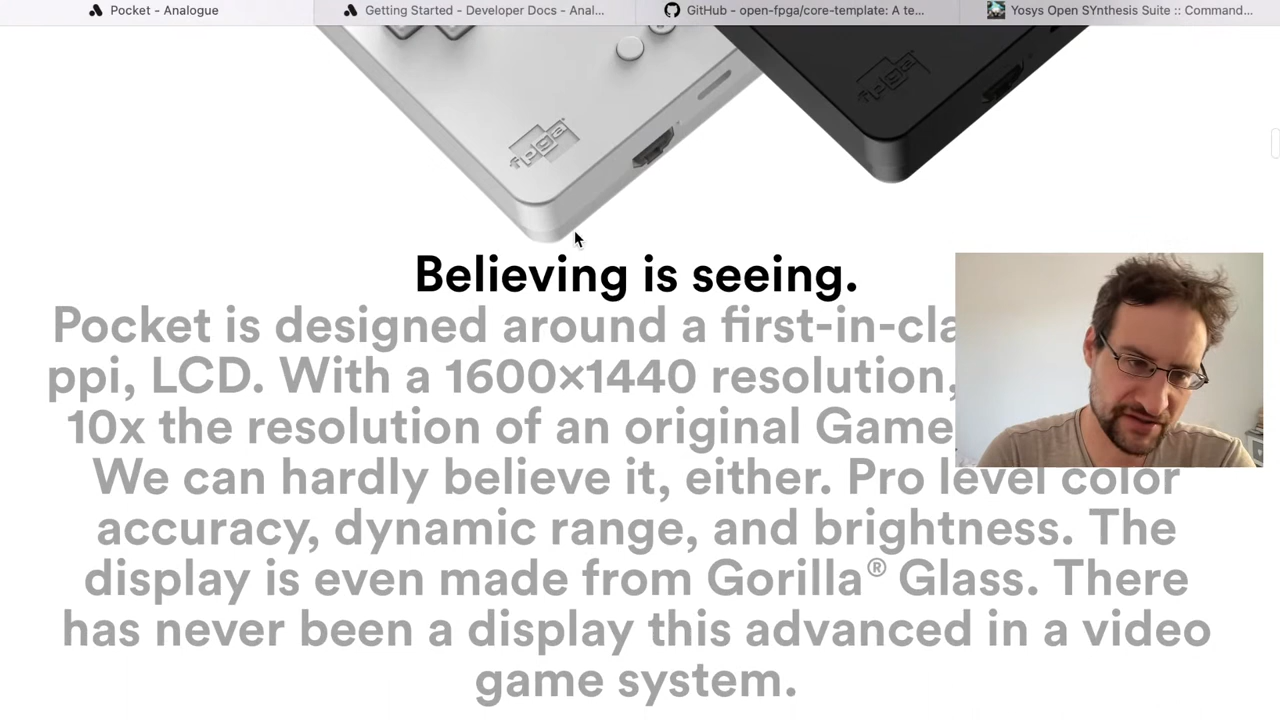 Pocket - Analogue
Getting Started - Developer Docs - Anal...
GitHub - open-fpga/core-template: A te...
Yosys Open SYnthesis Suite :: Command...
fpga
fpga
Believing is seeing.
Pocket is designed around a first-in-cla
ppi, LCD. With a 1600×1440 resolution,
10x the resolution of an original Game
We can hardly believe it, either. Pro level color
accuracy, dynamic range, and brightness. The
display is even made from Gorilla® Glass. There
has never been a display this advanced in a video
game system.